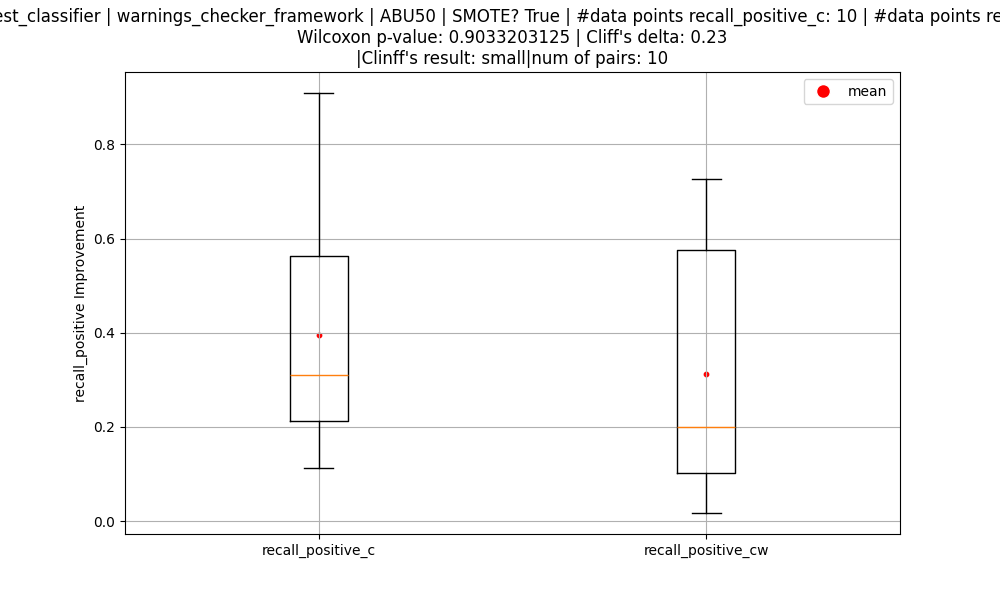 est_classifier | warnings_checker_framework | ABU50 | SMOTE? True | #data points recall_positive_c: 10 | #data points re
Wilcoxon p-value: 0.9033203125 | Cliff's delta: 0.23
|Clinff's result: small|num of pairs: 10
mean
0.8
0.6
0.4
0.2
0.0
recall_positive Improvement
recall_positive_c
recall_positive_cw